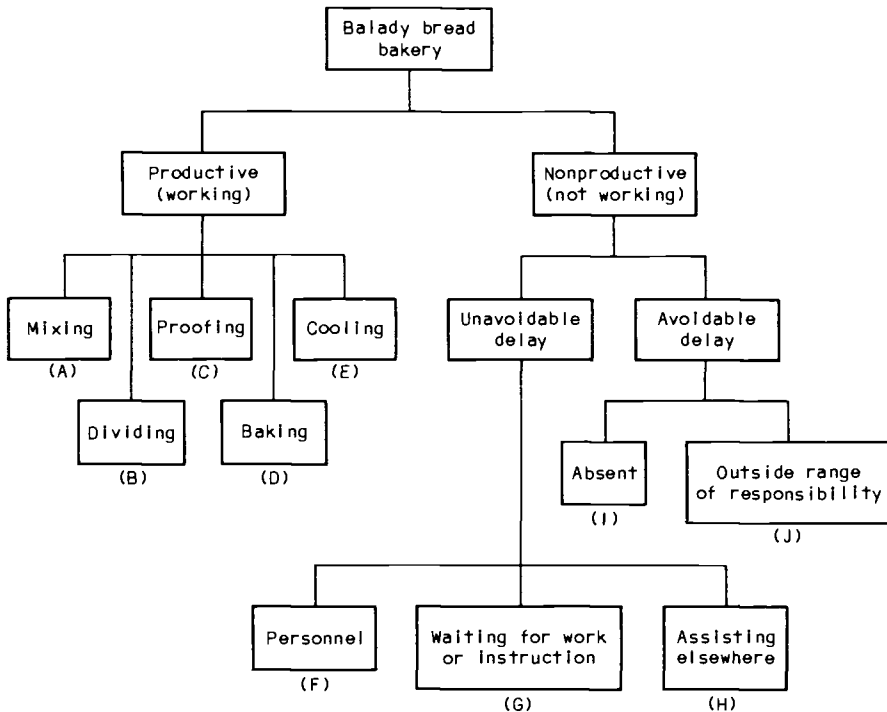 Balady bread
bakery
Productive
(working)
Nonproductive
(not working)
Mixing
(A)
Proofing
(C)
Cooling
(E)
Unavoidable
delay
Avoidable
delay
Dividing
(B)
Baking
(D)
Absent
(I)
Outside range
of responsibility
(J)
Personnel
(F)
Waiting for work
or instruction
(G)
Assisting
elsewhere
(H)